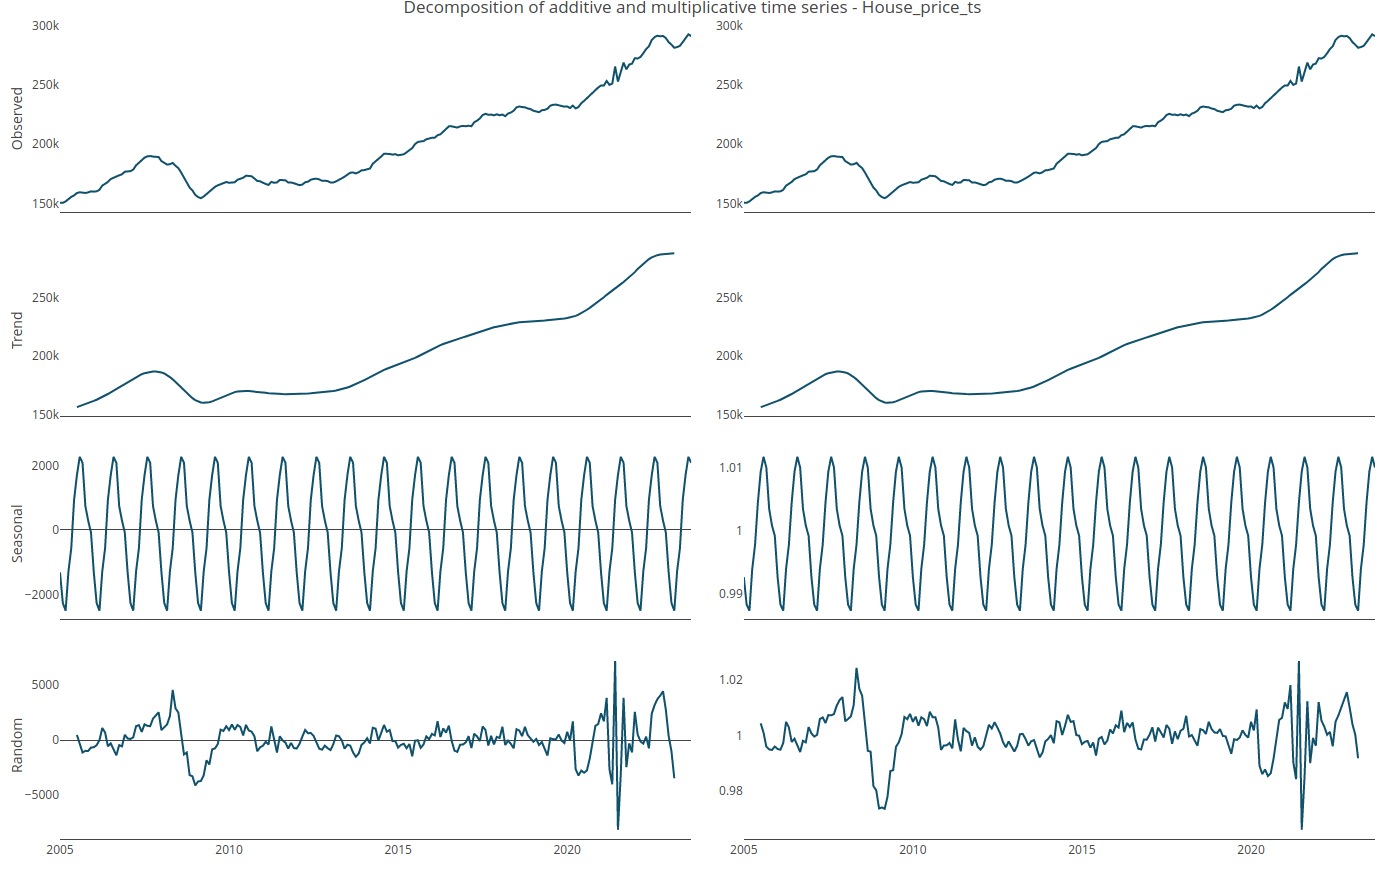 Decomposition of additive and multiplicative time series - House_price_ts
300k
250k
200k
150k
Observed
300k
250k
200k
150k
250k
200k
150k
Trend
250k
200k
150k
2000
0
−2000
Seasonal
1.01
1
0.99
5000
0
−5000
Random
1.02
1
0.98
2005
2010
2015
2020
2005
2010
2015
2020